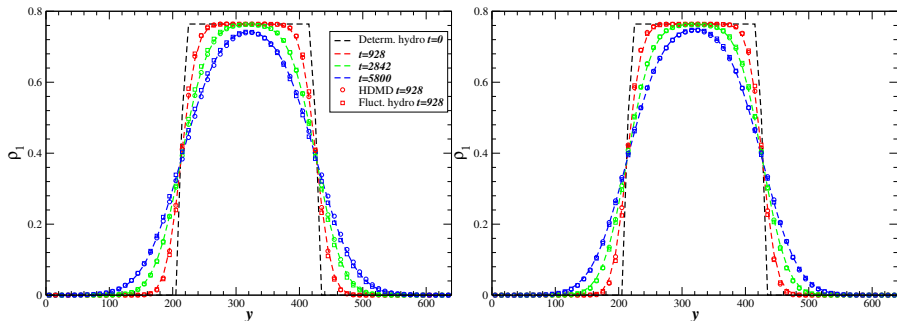 0.8
0.6
0.4
0.2
0
ρ1
0 100 200 300 400 500 600
y
Determ. hydro t=0
t=928
t=2842
t=5800
HDMD t=928
Fluct. hydro t=928
0.8
0.6
0.4
0.2
0
ρ1
0 100 200 300 400 500 600
y